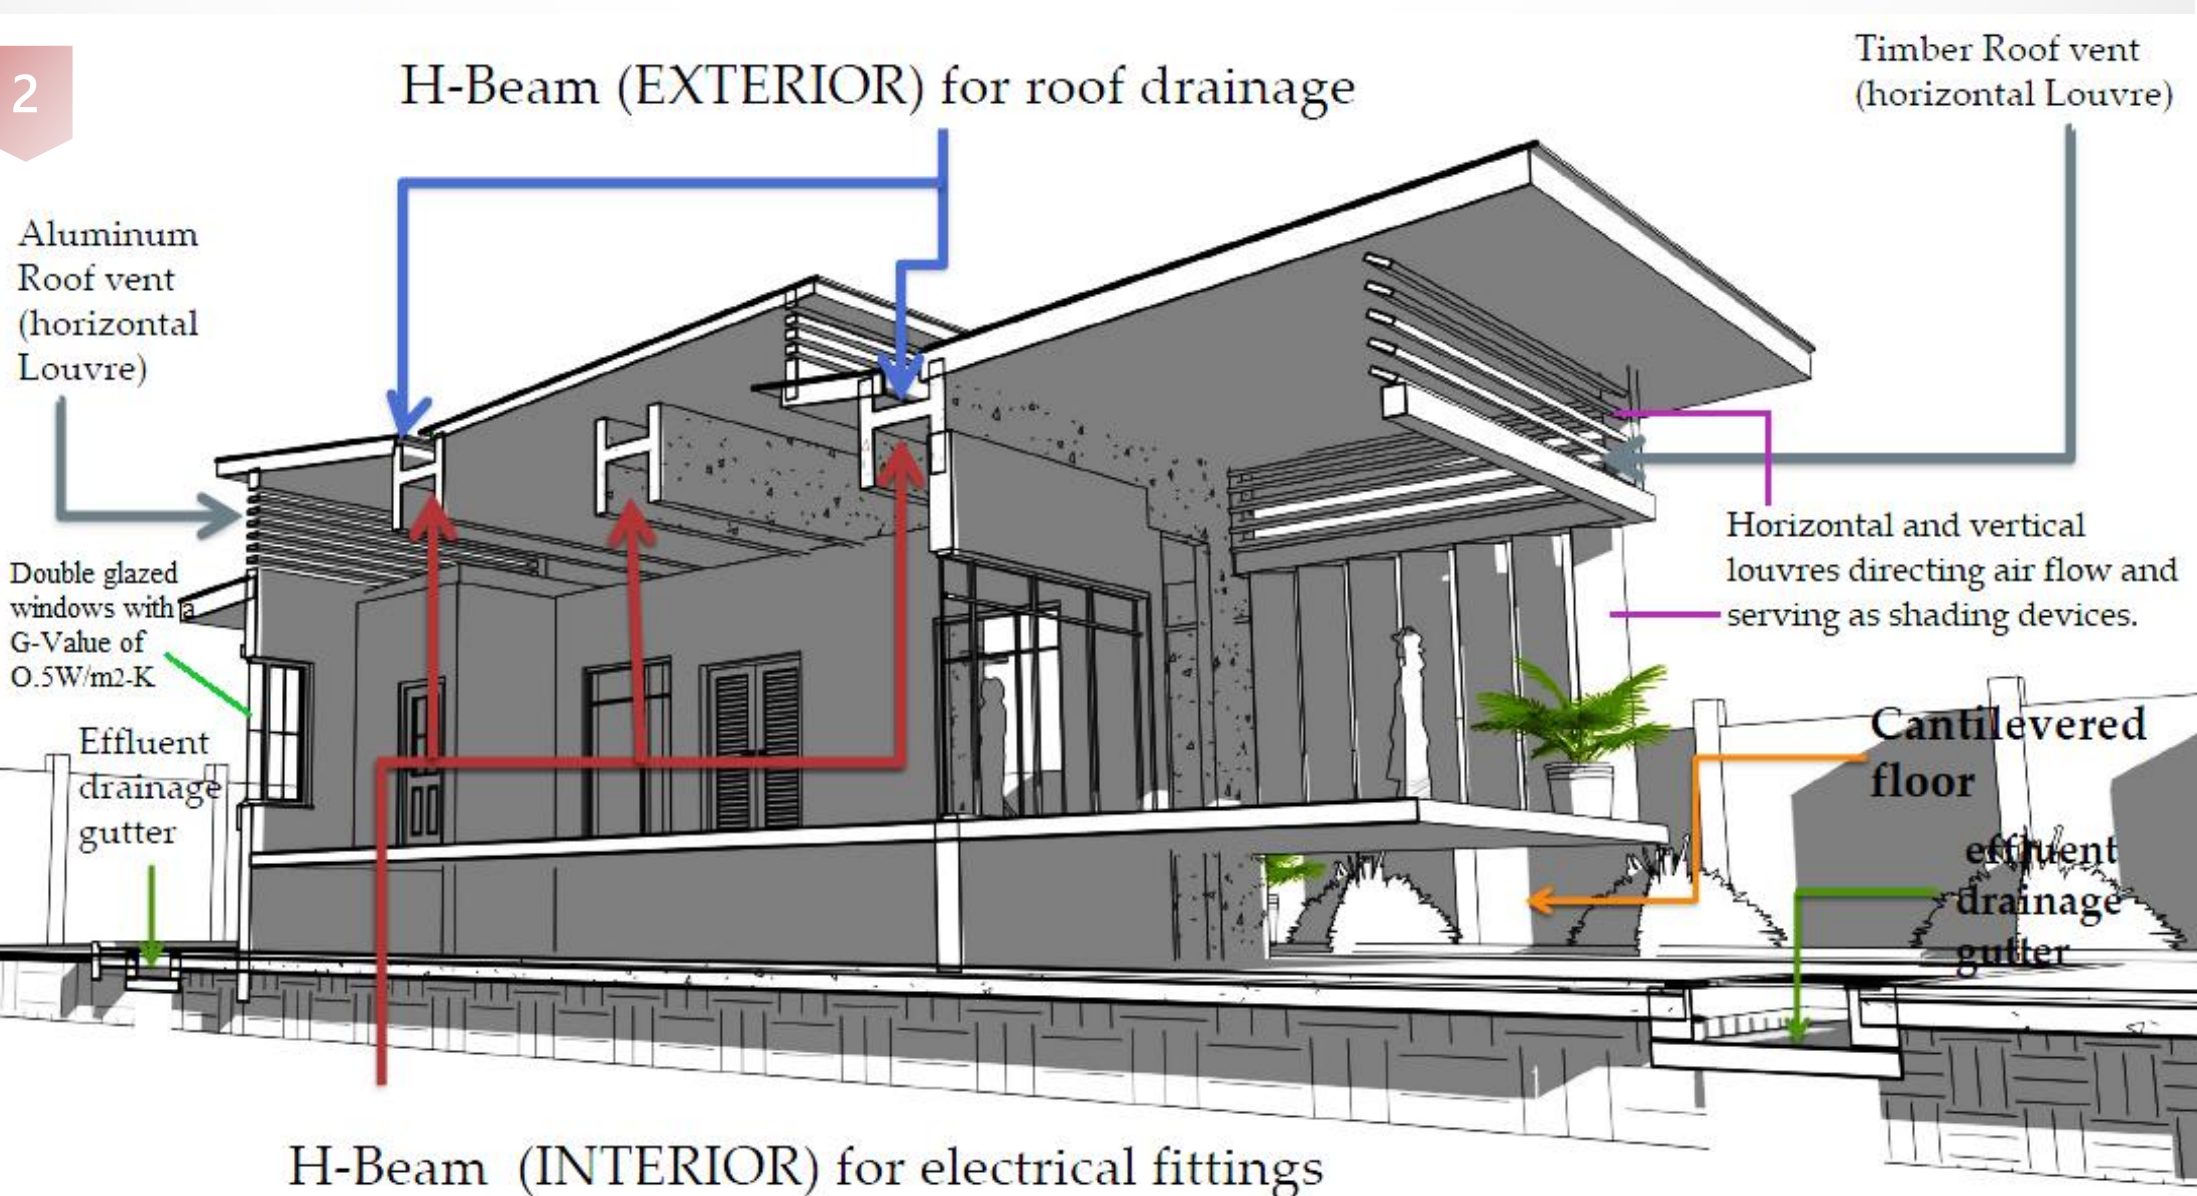 2
H-Beam (EXTERIOR) for roof drainage
Timber Roof vent
(horizontal Louvre)
Aluminum
Roof vent
(horizontal
Louvre)
Horizontal and vertical
louvres directing air flow and
serving as shading devices.
Double glazed
windows with a
G-Value of
O.5W/m2-K
Effluent
drainage
gutter
Cantilevered
floor
effluent
drainage
gutter
H-Beam (INTERIOR) for electrical fittings